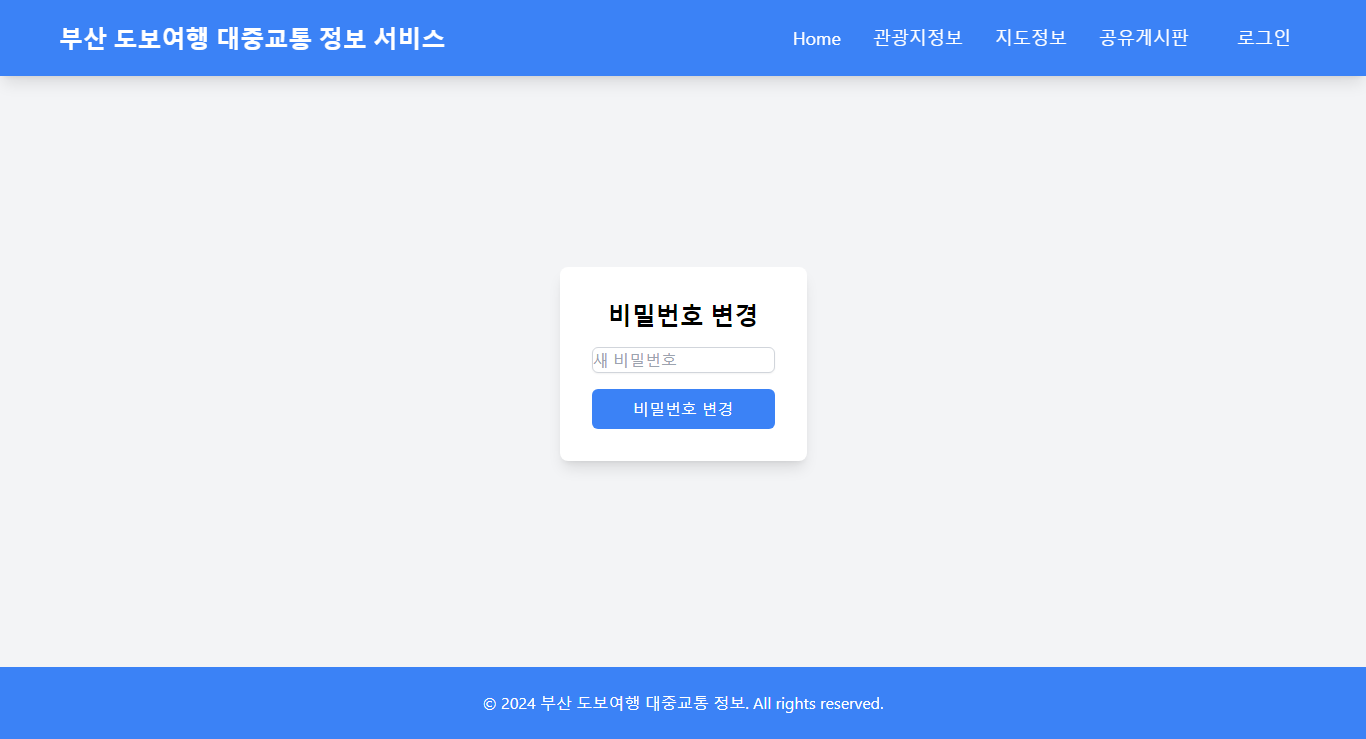 부산 도보여행 대중교통 정보 서비스
Home 관광지정보 지도정보 공유게시판 로그인
비밀번호 변경
새 비밀번호
비밀번호 변경
© 2024 부산 도보여행 대중교통 정보. All rights reserved.